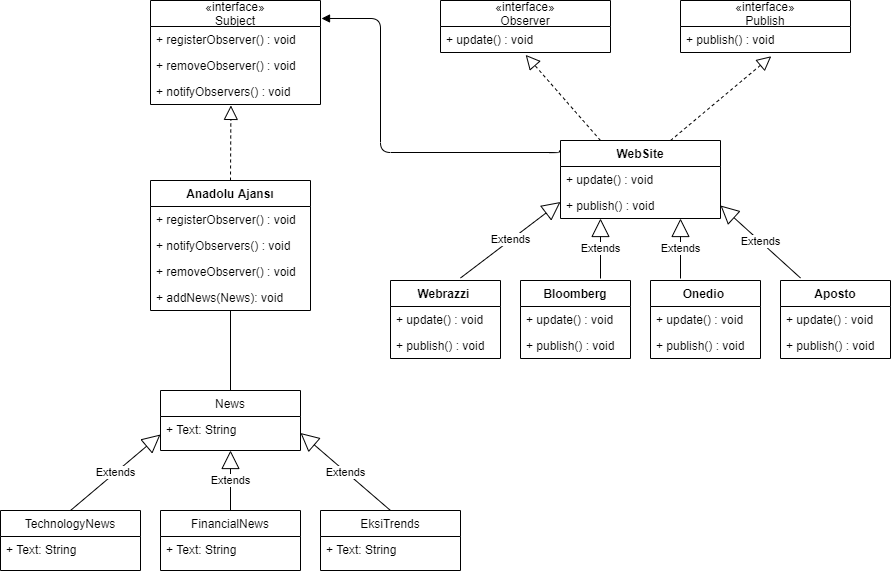 «interface»
Subject
+ registerObserver() : void
+ removeObserver() : void
+ notifyObservers() : void
«interface»
Observer
+ update() : void
«interface»
Publish
+ publish() : void
WebSite
+ update() : void
+ publish() : void
Anadolu Ajansı
+ registerObserver() : void
+ notifyObservers() : void
+ removeObserver() : void
+ addNews(News): void
Extends
Extends
Extends
Extends
Webrazzi
+ update() : void
+ publish() : void
Bloomberg
+ update() : void
+ publish() : void
Onedio
+ update() : void
+ publish() : void
Aposto
+ update() : void
+ publish() : void
News
+ Text: String
Extends
Extends
Extends
TechnologyNews
+ Text: String
FinancialNews
+ Text: String
EksiTrends
+ Text: String